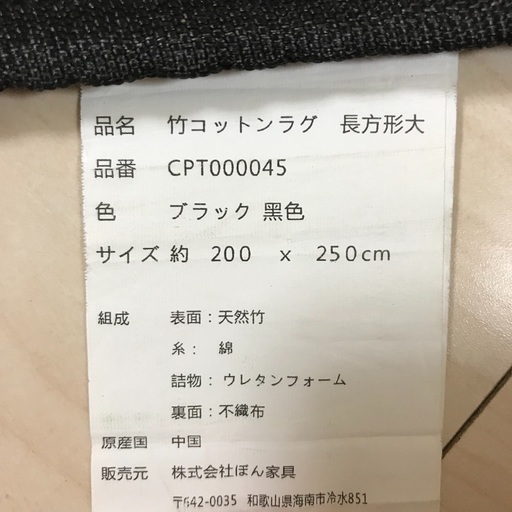 品名 竹コットンラグ 長方形大
品番 CPT000045
色 ブラック 黑色
サイズ 約 200 x 250cm
組成 表面：天然竹
糸： 綿
詰物：ウレタンフォーム
裏面：不織布
原産国 中国
販売元 株式会社ぼん家具
〒642-0035 和歌山県海南市冷水851